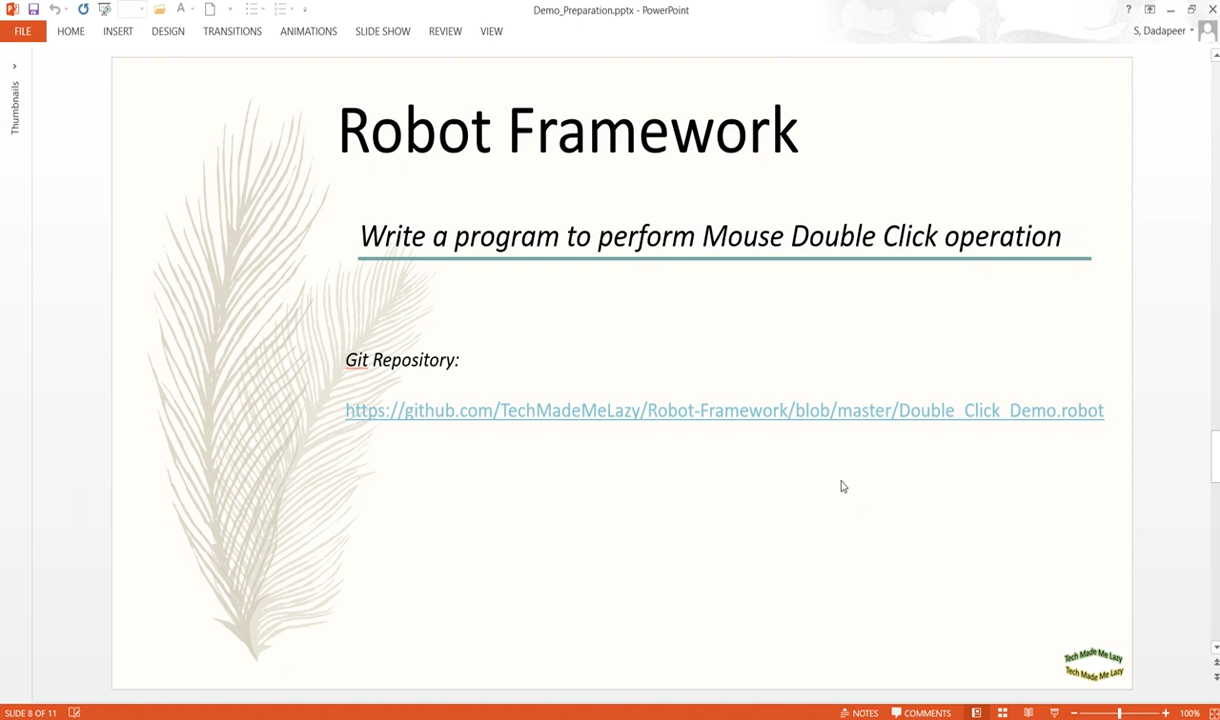 Demo_Preparation.pptx - PowerPoint
?
FILE HOME INSERT DESIGN TRANSITIONS ANIMATIONS SLIDE SHOW REVIEW VIEW
S, Dadapeer
Thumbnails
Robot Framework
Write a program to perform Mouse Double Click operation
Git Repository:
https://github.com/TechMadeMeLazy/Robot-Framework/blob/master/Double_Click_Demo.robot
Tech Made Me Lazy
Tech Made Me Lazy
SLIDE 8 OF 11
NOTES COMMENTS 100%